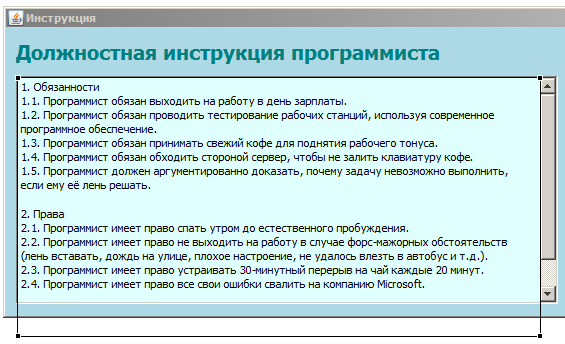 Инструкция
Должностная инструкция программиста
1. Обязанности
1.1. Программист обязан выходить на работу в день зарплаты.
1.2. Программист обязан проводить тестирование рабочих станций, используя современное
программное обеспечение.
1.3. Программист обязан принимать свежий кофе для поднятия рабочего тонуса.
1.4. Программист обязан обходить стороной сервер, чтобы не залить клавиатуру кофе.
1.5. Программист должен аргументированно доказать, почему задачу невозможно выполнить,
если ему её лень решать.
2. Права
2.1. Программист имеет право спать утром до естественного пробуждения.
2.2. Программист имеет право не выходить на работу в случае форс-мажорных обстоятельств
(лень вставать, дождь на улице, плохое настроение, не удалось влезть в автобус и т.д.).
2.3. Программист имеет право устраивать 30-минутный перерыв на чай каждые 20 минут.
2.4. Программист имеет право все свои ошибки свалить на компанию Microsoft.